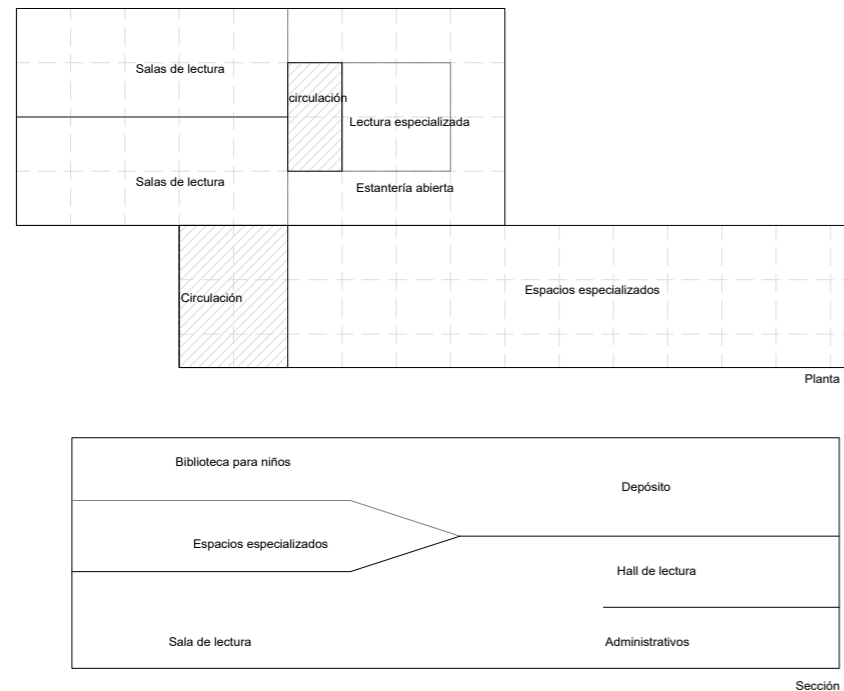 Salas de lectura
circulación
Lectura especializada
Salas de lectura
Estantería abierta
Circulación
Espacios especializados
Planta
Biblioteca para niños
Depósito
Espacios especializados
Hall de lectura
Sala de lectura
Administrativos
Sección